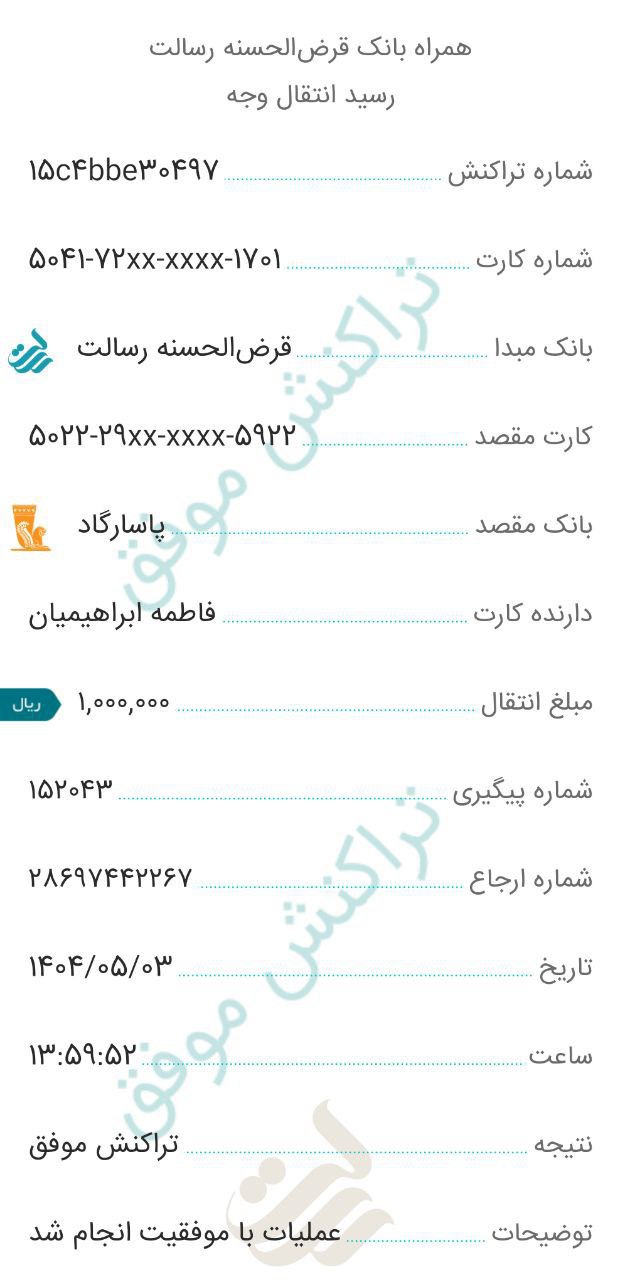 همراه بانک قرض‌الحسنه رسالت
رسید انتقال وجه
شماره تراکنش ۱۵c۴bbe۳۰۴۹۷
شماره کارت ۵۰۴۱-۷۲xx-xxxx-۱۷۰۱
بانک مبدا قرض‌الحسنه رسالت
کارت مقصد ۵۰۲۲-۲۹xx-xxxx-۵۹۲۲
بانک مقصد پاسارگاد
دارنده کارت فاطمه ابراهیمیان
مبلغ انتقال ۱,۰۰۰,۰۰۰ ریال
شماره پیگیری ۱۵۲۰۴۳
شماره ارجاع ۲۸۶۹۷۴۴۲۲۶۷
تاریخ ۱۴۰۴/۰۵/۰۳
ساعت ۱۳:۵۹:۵۲
نتیجه تراکنش موفق
توضیحات عملیات با موفقیت انجام شد
تراکنش موفق
تراکنش موفق